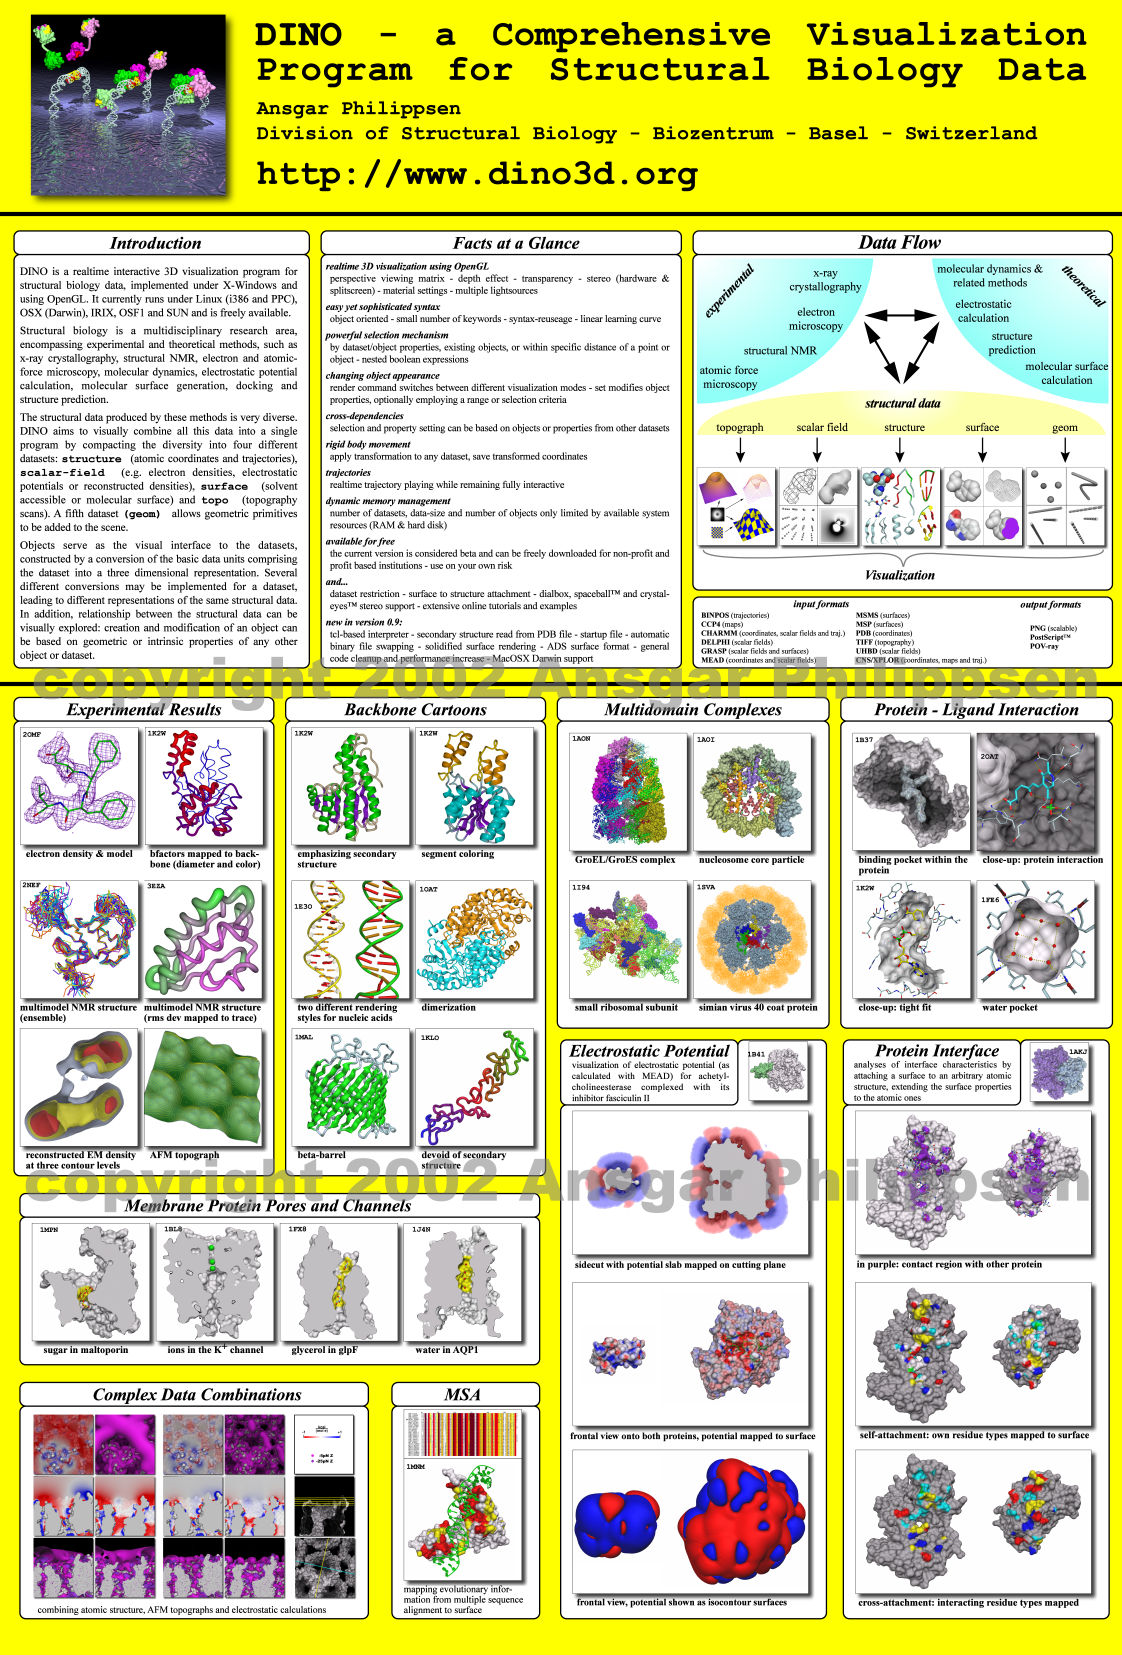 DINO - a Comprehensive Visualization
Program for Structural Biology Data
Ansgar Philippsen
Division of Structural Biology - Biozentrum - Basel - Switzerland
http://www.dino3d.org
Introduction
DINO is a realtime interactive 3D visualization program for
structural biology data, implemented under X-Windows and
using OpenGL. It currently runs under Linux (i386 and PPC),
OSX (Darwin), IRIX, OSF1 and SUN and is freely available.
Structural biology is a multidisciplinary research area,
encompassing experimental and theoretical methods, such as
x-ray crystallography, structural NMR, electron and atomic-
force microscopy, molecular dynamics, electrostatic potential
calculation, molecular surface generation, docking and
structure prediction.
The structural data produced by these methods is very diverse.
DINO aims to visually combine all this data into a single
program by compacting the diversity into four different
datasets: structure (atomic coordinates and trajectories),
scalar-field (e.g. electron densities, electrostatic
potentials or reconstructed densities), surface (solvent
accessible or molecular surface) and topo (topography
scans). A fifth dataset (geom) allows geometric primitives
to be added to the scene.
Objects serve as the visual interface to the datasets,
constructed by a conversion of the basic data units comprising
the dataset into a three dimensional representation. Several
different conversions may be implemented for a dataset,
leading to different representations of the same structural data.
In addition, relationship between the structural data can be
visually explored: creation and modification of an object can
be based on geometric or intrinsic properties of any other
object or dataset.
Facts at a Glance
realtime 3D visualization using OpenGL
perspective viewing matrix - depth effect - transparency - stereo (hardware &
splitscreen) - material settings - multiple lightsources
easy yet sophisticated syntax
object oriented - small number of keywords - syntax-reuseage - linear learning curve
powerful selection mechanism
by dataset/object properties, existing objects, or within specific distance of a point or
object - nested boolean expressions
changing object appearance
render command switches between different visualization modes - set modifies object
properties, optionally employing a range or selection criteria
cross-dependencies
selection and property setting can be based on objects or properties from other datasets
rigid body movement
apply transformation to any dataset, save transformed coordinates
trajectories
realtime trajectory playing while remaining fully interactive
dynamic memory management
number of datasets, data-size and number of objects only limited by available system
resources (RAM & hard disk)
available for free
the current version is considered beta and can be freely downloaded for non-profit and
profit based institutions - use on your own risk
and...
dataset restriction - surface to structure attachment - dialbox, spaceball™ and crystal-
eyes™ stereo support - extensive online tutorials and examples
new in version 0.9:
tcl-based interpreter - secondary structure read from PDB file - startup file - automatic
binary file swapping - solidified surface rendering - ADS surface format - general
code cleanup and performance increase - MacOSX Darwin support
Data Flow
experimental
x-ray
crystallography
electron
microscopy
structural NMR
atomic force
microscopy
theoretical
molecular dynamics &
related methods
electrostatic
calculation
structure
prediction
molecular surface
calculation
structural data
topograph scalar field structure surface geom
Visualization
input formats
BINPOS (trajectories)
CCP4 (maps)
CHARMM (coordinates, scalar fields and traj.)
DELPHI (scalar fields)
GRASP (scalar fields and surfaces)
MEAD (coordinates and scalar fields)
MSMS (surfaces)
MSP (surfaces)
PDB (coordinates)
TIFF (topography)
UHBD (scalar fields)
CNS/XPLOR (coordinates, maps and traj.)
output formats
PNG (scalable)
PostScript™
POV-ray
copyright 2002 Ansgar Philippsen
Experimental Results
2OMF
electron density & model
1K2W
bfactors mapped to back-
bone (diameter and color)
2NEF
multimodel NMR structure
(ensemble)
3EZA
multimodel NMR structure
(rms dev mapped to trace)
reconstructed EM density
at three contour levels
AFM topograph
Backbone Cartoons
1K2W
emphasizing secondary
structure
1K2W
segment coloring
1E3O
two different rendering
styles for nucleic acids
1OAT
dimerization
1MAL
beta-barrel
1KLO
devoid of secondary
structure
Multidomain Complexes
1AON
GroEL/GroES complex
1AOI
nucleosome core particle
1I94
small ribosomal subunit
1SVA
simian virus 40 coat protein
Protein - Ligand Interaction
1B37
binding pocket within the
protein
2OAT
close-up: protein interaction
1K2W
close-up: tight fit
1FE6
water pocket
copyright 2002 Ansgar Philippsen
Membrane Protein Pores and Channels
1MPN
sugar in maltoporin
1BL8
ions in the K+ channel
1FX8
glycerol in glpF
1J4N
water in AQP1
Electrostatic Potential
visualization of electrostatic potential (as
calculated with MEAD) for achetyl-
cholineesterase complexed with its
inhibitor fasciculin II
1B41
sidecut with potential slab mapped on cutting plane
frontal view onto both proteins, potential mapped to surface
frontal view, potential shown as isocontour surfaces
Protein Interface
analyses of interface characteristics by
attaching a surface to an arbitrary atomic
structure, extending the surface properties
to the atomic ones
1AKJ
in purple: contact region with other protein
self-attachment: own residue types mapped to surface
cross-attachment: interacting residue types mapped
Complex Data Combinations
combining atomic structure, AFM topographs and electrostatic calculations
MSA
1MNM
mapping evolutionary infor-
mation from multiple sequence
alignment to surface